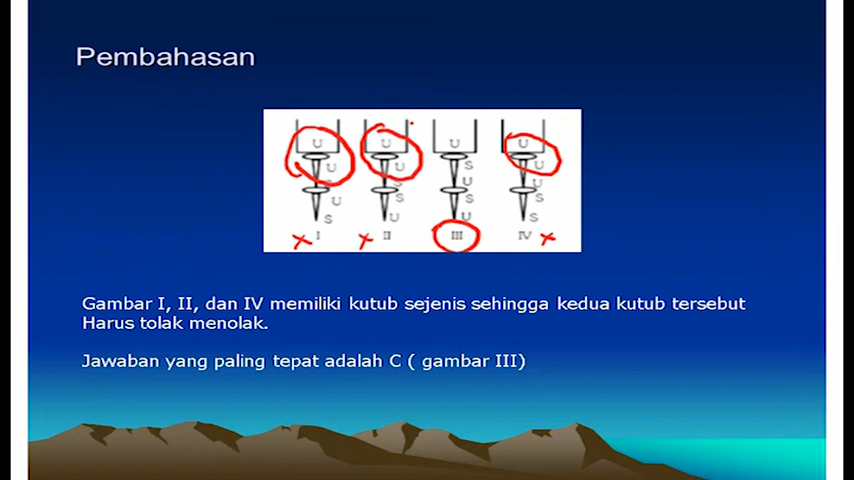 Pembahasan
U U U U
U U S U
S S U U
U S S S
S U U S
I II III IV
Gambar I, II, dan IV memiliki kutub sejenis sehingga kedua kutub tersebut
Harus tolak menolak.
Jawaban yang paling tepat adalah C ( gambar III)